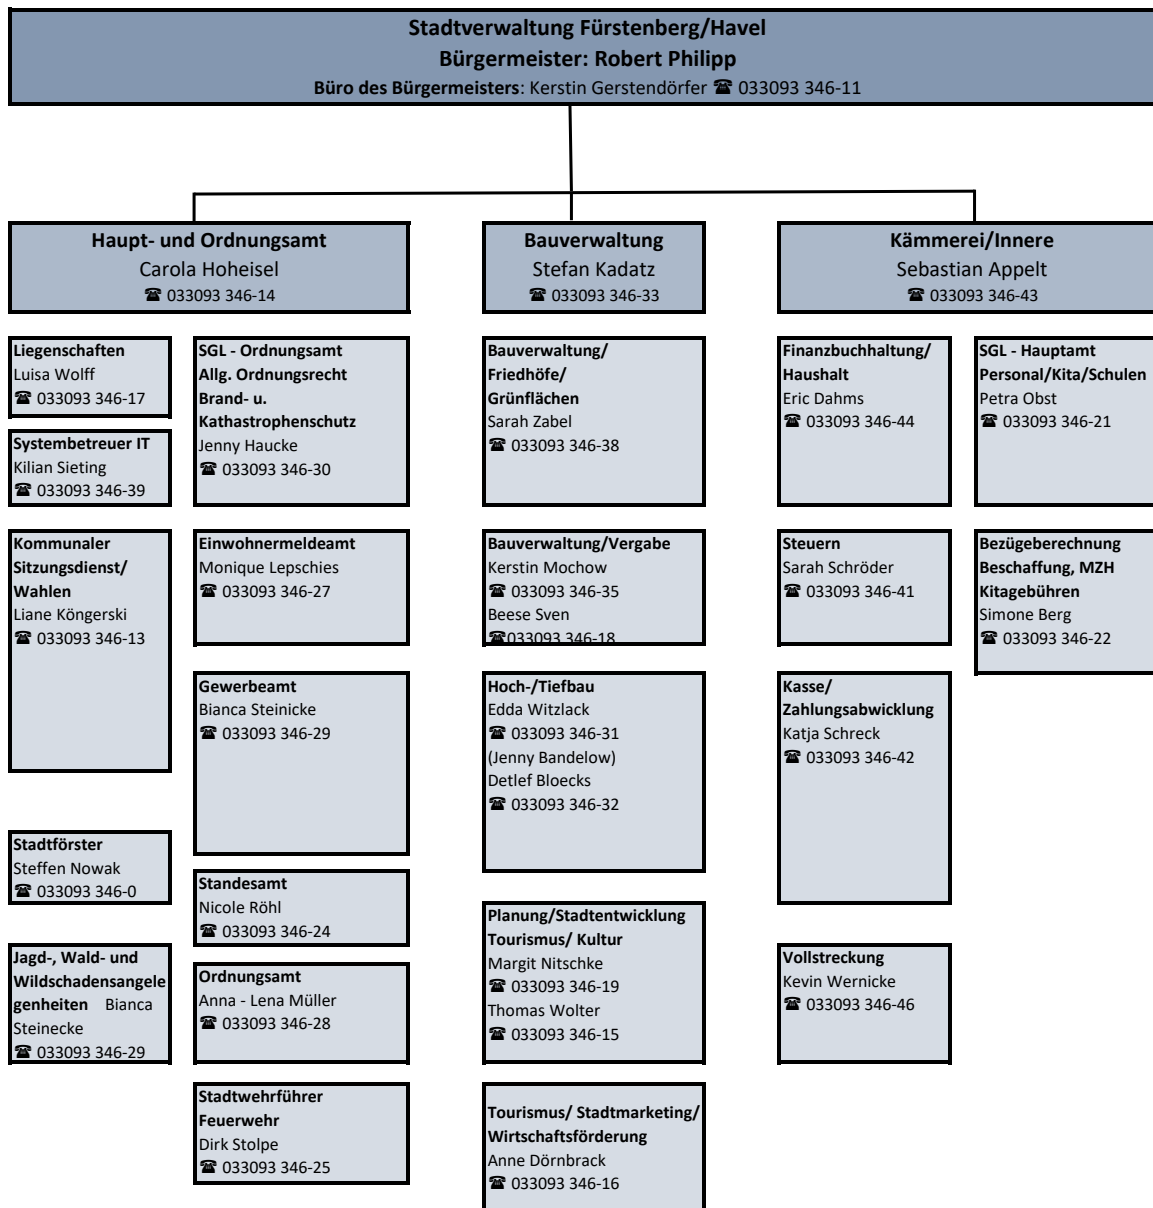 Stadtverwaltung Fürstenberg/Havel
Bürgermeister: Robert Philipp
Büro des Bürgermeisters: Kerstin Gerstendörfer ☎ 033093 346-11
Haupt- und Ordnungsamt
Carola Hoheisel
☎ 033093 346-14
Bauverwaltung
Stefan Kadatz
☎ 033093 346-33
Kämmerei/Innere
Sebastian Appelt
☎ 033093 346-43
Liegenschaften
Luisa Wolff
☎ 033093 346-17
Systembetreuer IT
Kilian Sieting
☎ 033093 346-39
Kommunaler
Sitzungsdienst/
Wahlen
Liane Köngerski
☎ 033093 346-13
Stadtförster
Steffen Nowak
☎ 033093 346-0
Jagd-, Wald- und
Wildschadensangele
genheiten Bianca
Steinecke
☎ 033093 346-29
SGL - Ordnungsamt
Allg. Ordnungsrecht
Brand- u.
Kathastrophenschutz
Jenny Haucke
☎ 033093 346-30
Einwohnermeldeamt
Monique Lepschies
☎ 033093 346-27
Gewerbeamt
Bianca Steinicke
☎ 033093 346-29
Standesamt
Nicole Röhl
☎ 033093 346-24
Ordnungsamt
Anna - Lena Müller
☎ 033093 346-28
Stadtwehrführer
Feuerwehr
Dirk Stolpe
☎ 033093 346-25
Bauverwaltung/
Friedhöfe/
Grünflächen
Sarah Zabel
☎ 033093 346-38
Bauverwaltung/Vergabe
Kerstin Mochow
☎ 033093 346-35
Beese Sven
☎033093 346-18
Hoch-/Tiefbau
Edda Witzlack
☎ 033093 346-31
(Jenny Bandelow)
Detlef Bloecks
☎ 033093 346-32
Planung/Stadtentwicklung
Tourismus/ Kultur
Margit Nitschke
☎ 033093 346-19
Thomas Wolter
☎ 033093 346-15
Tourismus/ Stadtmarketing/
Wirtschaftsförderung
Anne Dörnbrack
☎ 033093 346-16
Finanzbuchhaltung/
Haushalt
Eric Dahms
☎ 033093 346-44
Steuern
Sarah Schröder
☎ 033093 346-41
Kasse/
Zahlungsabwicklung
Katja Schreck
☎ 033093 346-42
Vollstreckung
Kevin Wernicke
☎ 033093 346-46
SGL - Hauptamt
Personal/Kita/Schulen
Petra Obst
☎ 033093 346-21
Bezügeberechnung
Beschaffung, MZH
Kitagebühren
Simone Berg
☎ 033093 346-22